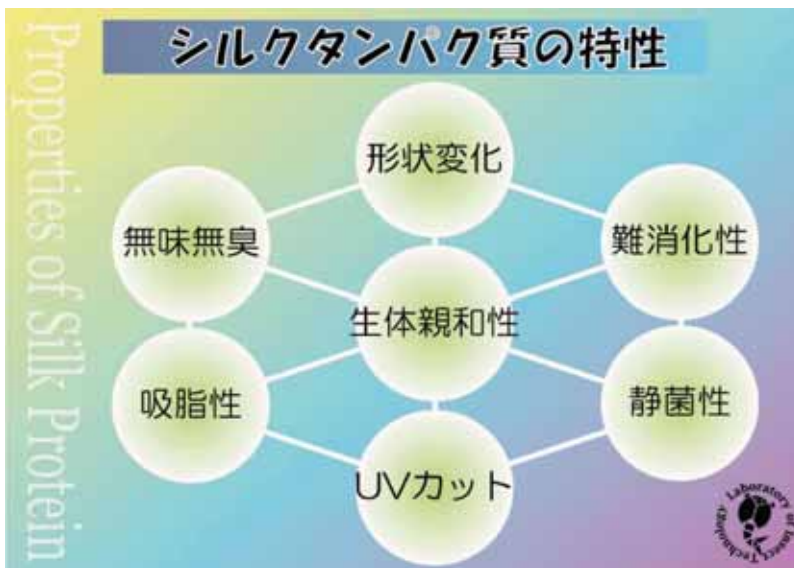 シルクタンパク質の特性
Properties of Silk Protein
形状変化
無味無臭
難消化性
生体親和性
吸脂性
静菌性
UVカット
Laboratory of Insect Technology